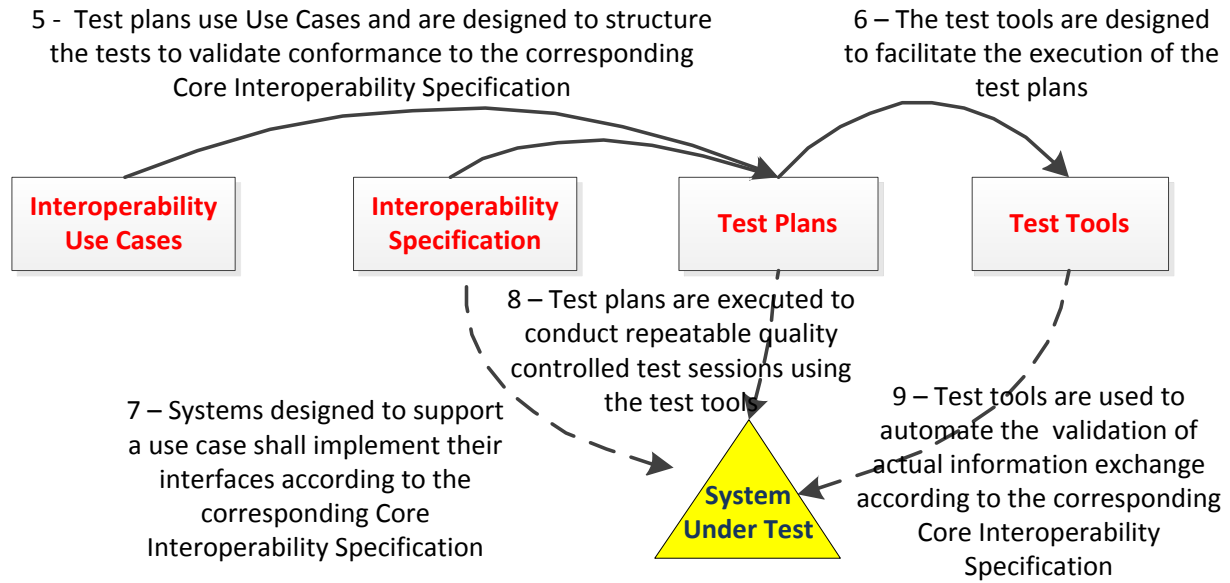 5 - Test plans use Use Cases and are designed to structure
the tests to validate conformance to the corresponding
Core Interoperability Specification
6 – The test tools are designed
to facilitate the execution of the
test plans
Interoperability
Use Cases
Interoperability
Specification
Test Plans
Test Tools
8 – Test plans are executed to
conduct repeatable quality
controlled test sessions using
the test tools
7 – Systems designed to support
a use case shall implement their
interfaces according to the
corresponding Core
Interoperability Specification
9 – Test tools are used to
automate the validation of
actual information exchange
according to the corresponding
Core Interoperability
Specification
System
Under Test